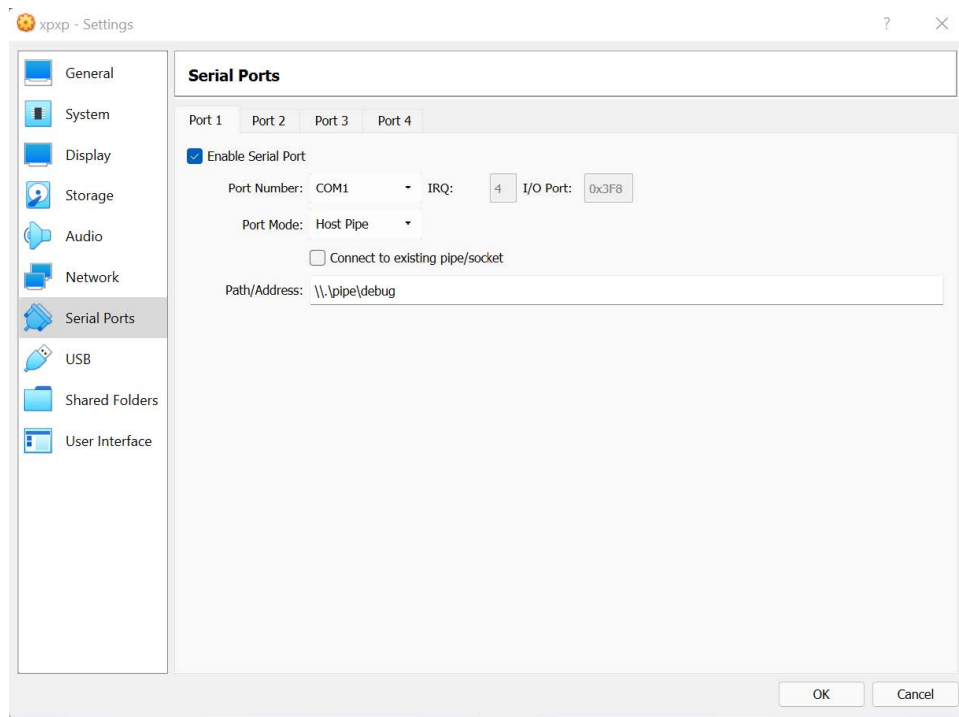 xpxp - Settings ?
General
System
Display
Storage
Audio
Network
Serial Ports
USB
Shared Folders
User Interface
Serial Ports
Port 1 Port 2 Port 3 Port 4
Enable Serial Port
Port Number: COM1 IRQ: 4 I/O Port: 0x3F8
Port Mode: Host Pipe
Connect to existing pipe/socket
Path/Address: \\.\pipe\debug
OK Cancel